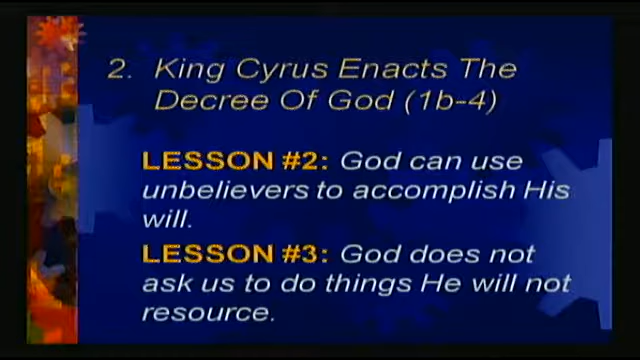 2. King Cyrus Enacts The
Decree Of God (1b-4)
LESSON #2: God can use
unbelievers to accomplish His
will.
LESSON #3: God does not
ask us to do things He will not
resource.